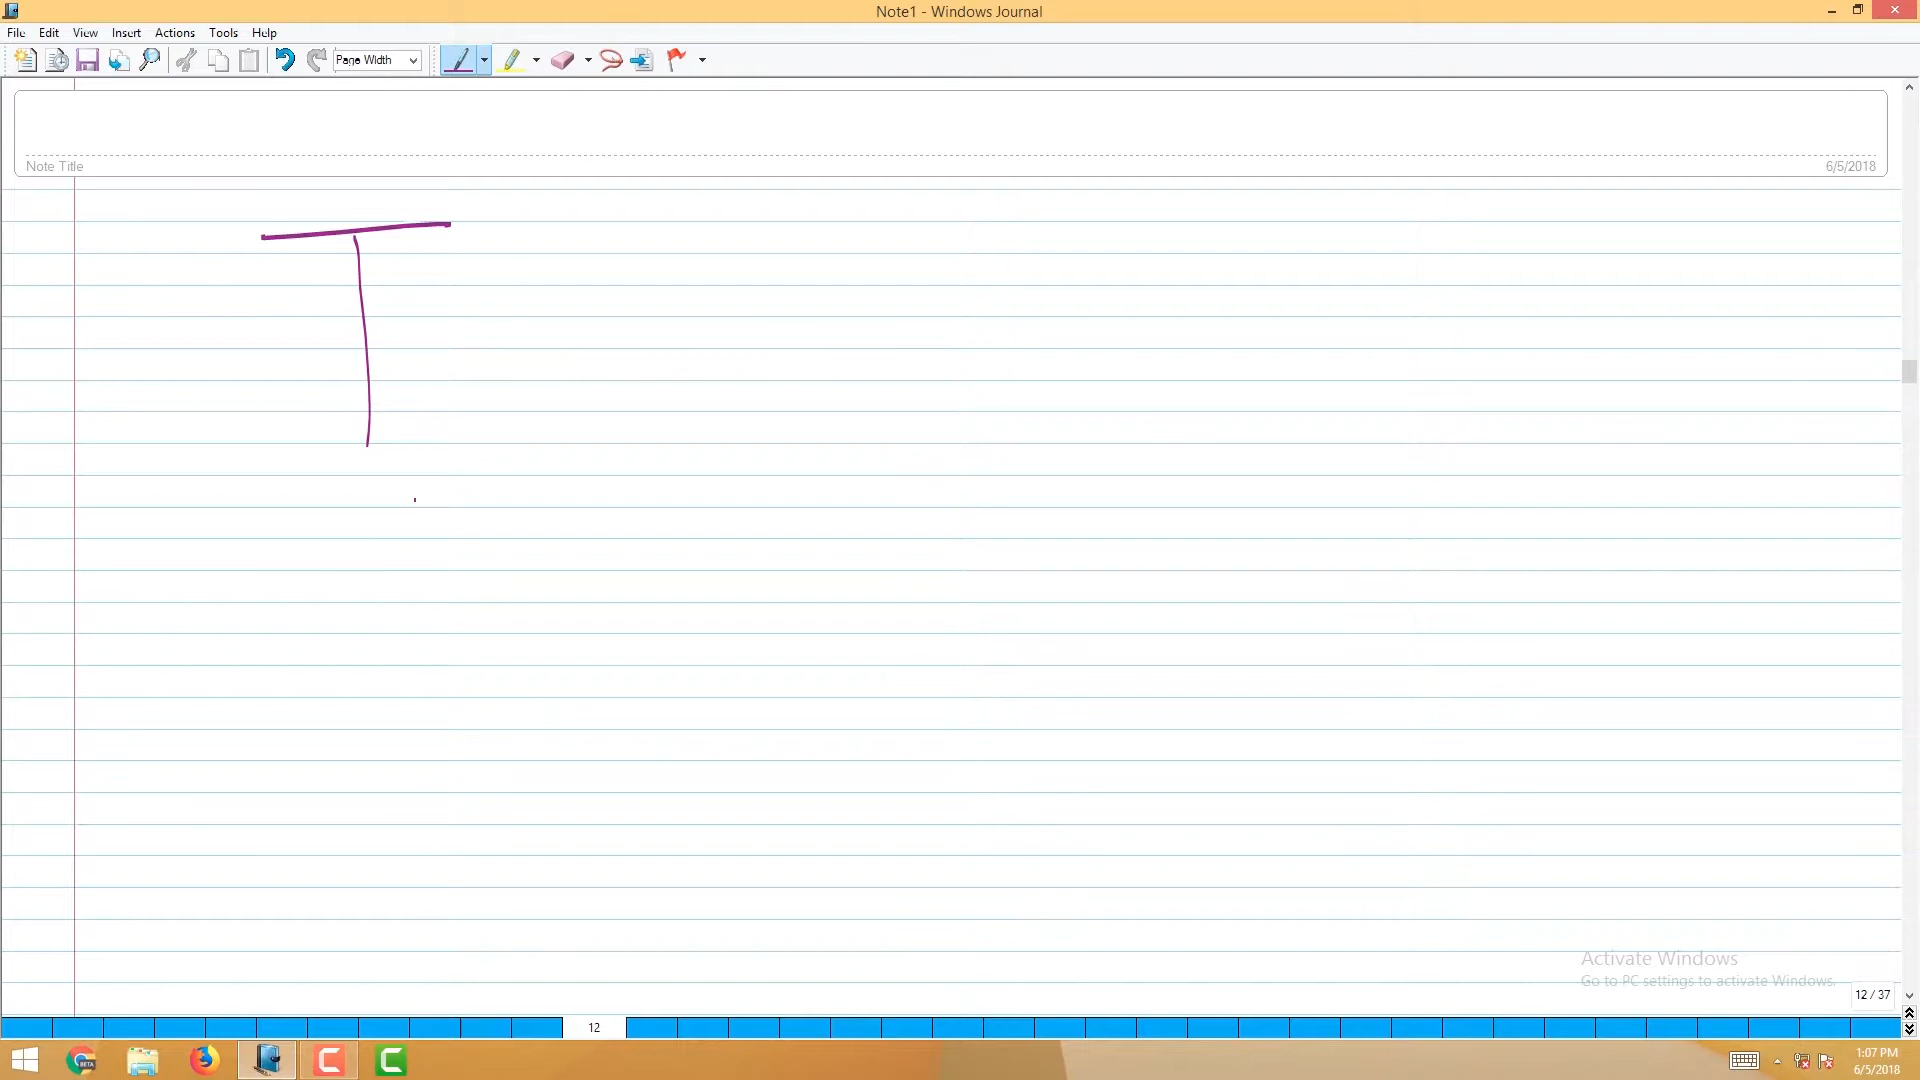 Note1 - Windows Journal
File Edit View Insert Actions Tools Help
Page Width
Note Title
6/5/2018
T
Activate Windows
Go to PC settings to activate Windows.
12 / 37
12
BETA
1:07 PM
6/5/2018